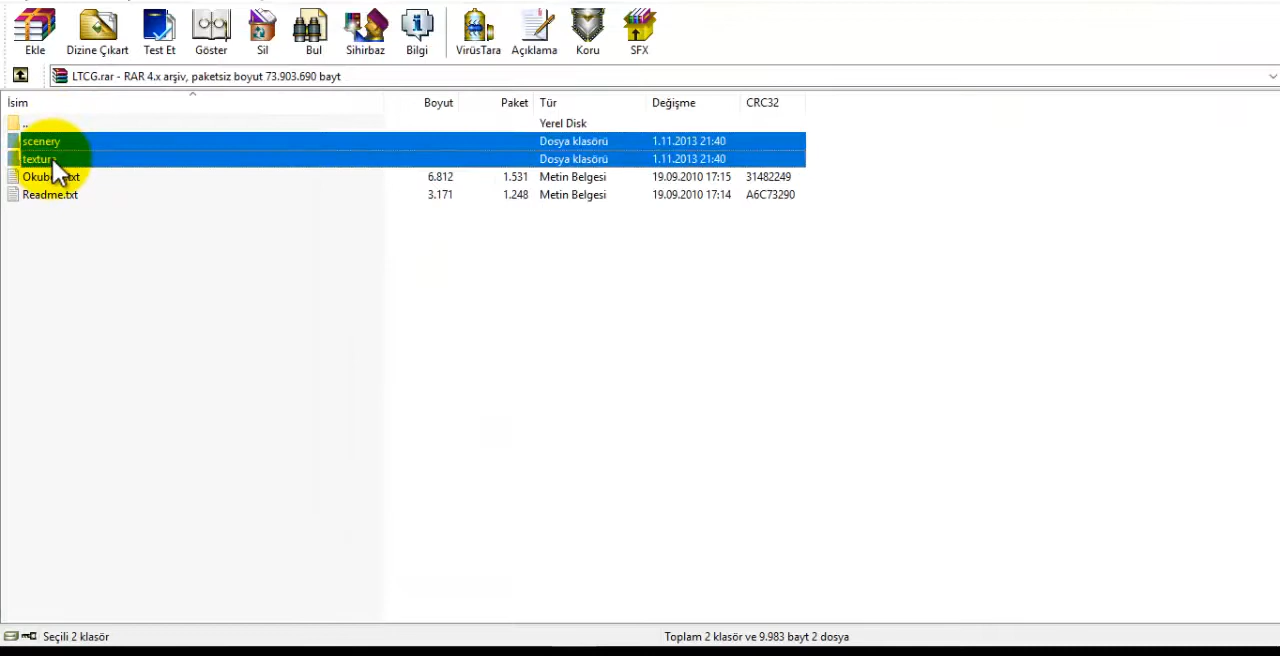 Ekle Dizine Çıkart Test Et Göster Sil Bul Sihirbaz Bilgi VirüsTara Açıklama Koru SFX
LTCG.rar - RAR 4.x arşiv, paketsiz boyut 73.903.690 bayt
İsim Boyut Paket Tür Değişme CRC32
.. Yerel Disk
scenery Dosya klasörü 1.11.2013 21:40
texture Dosya klasörü 1.11.2013 21:40
6.812 1.531 Metin Belgesi 19.09.2010 17:15 31482249
Readme.txt 3.171 1.248 Metin Belgesi 19.09.2010 17:14 A6C73290
Seçili 2 klasör Toplam 2 klasör ve 9.983 bayt 2 dosya